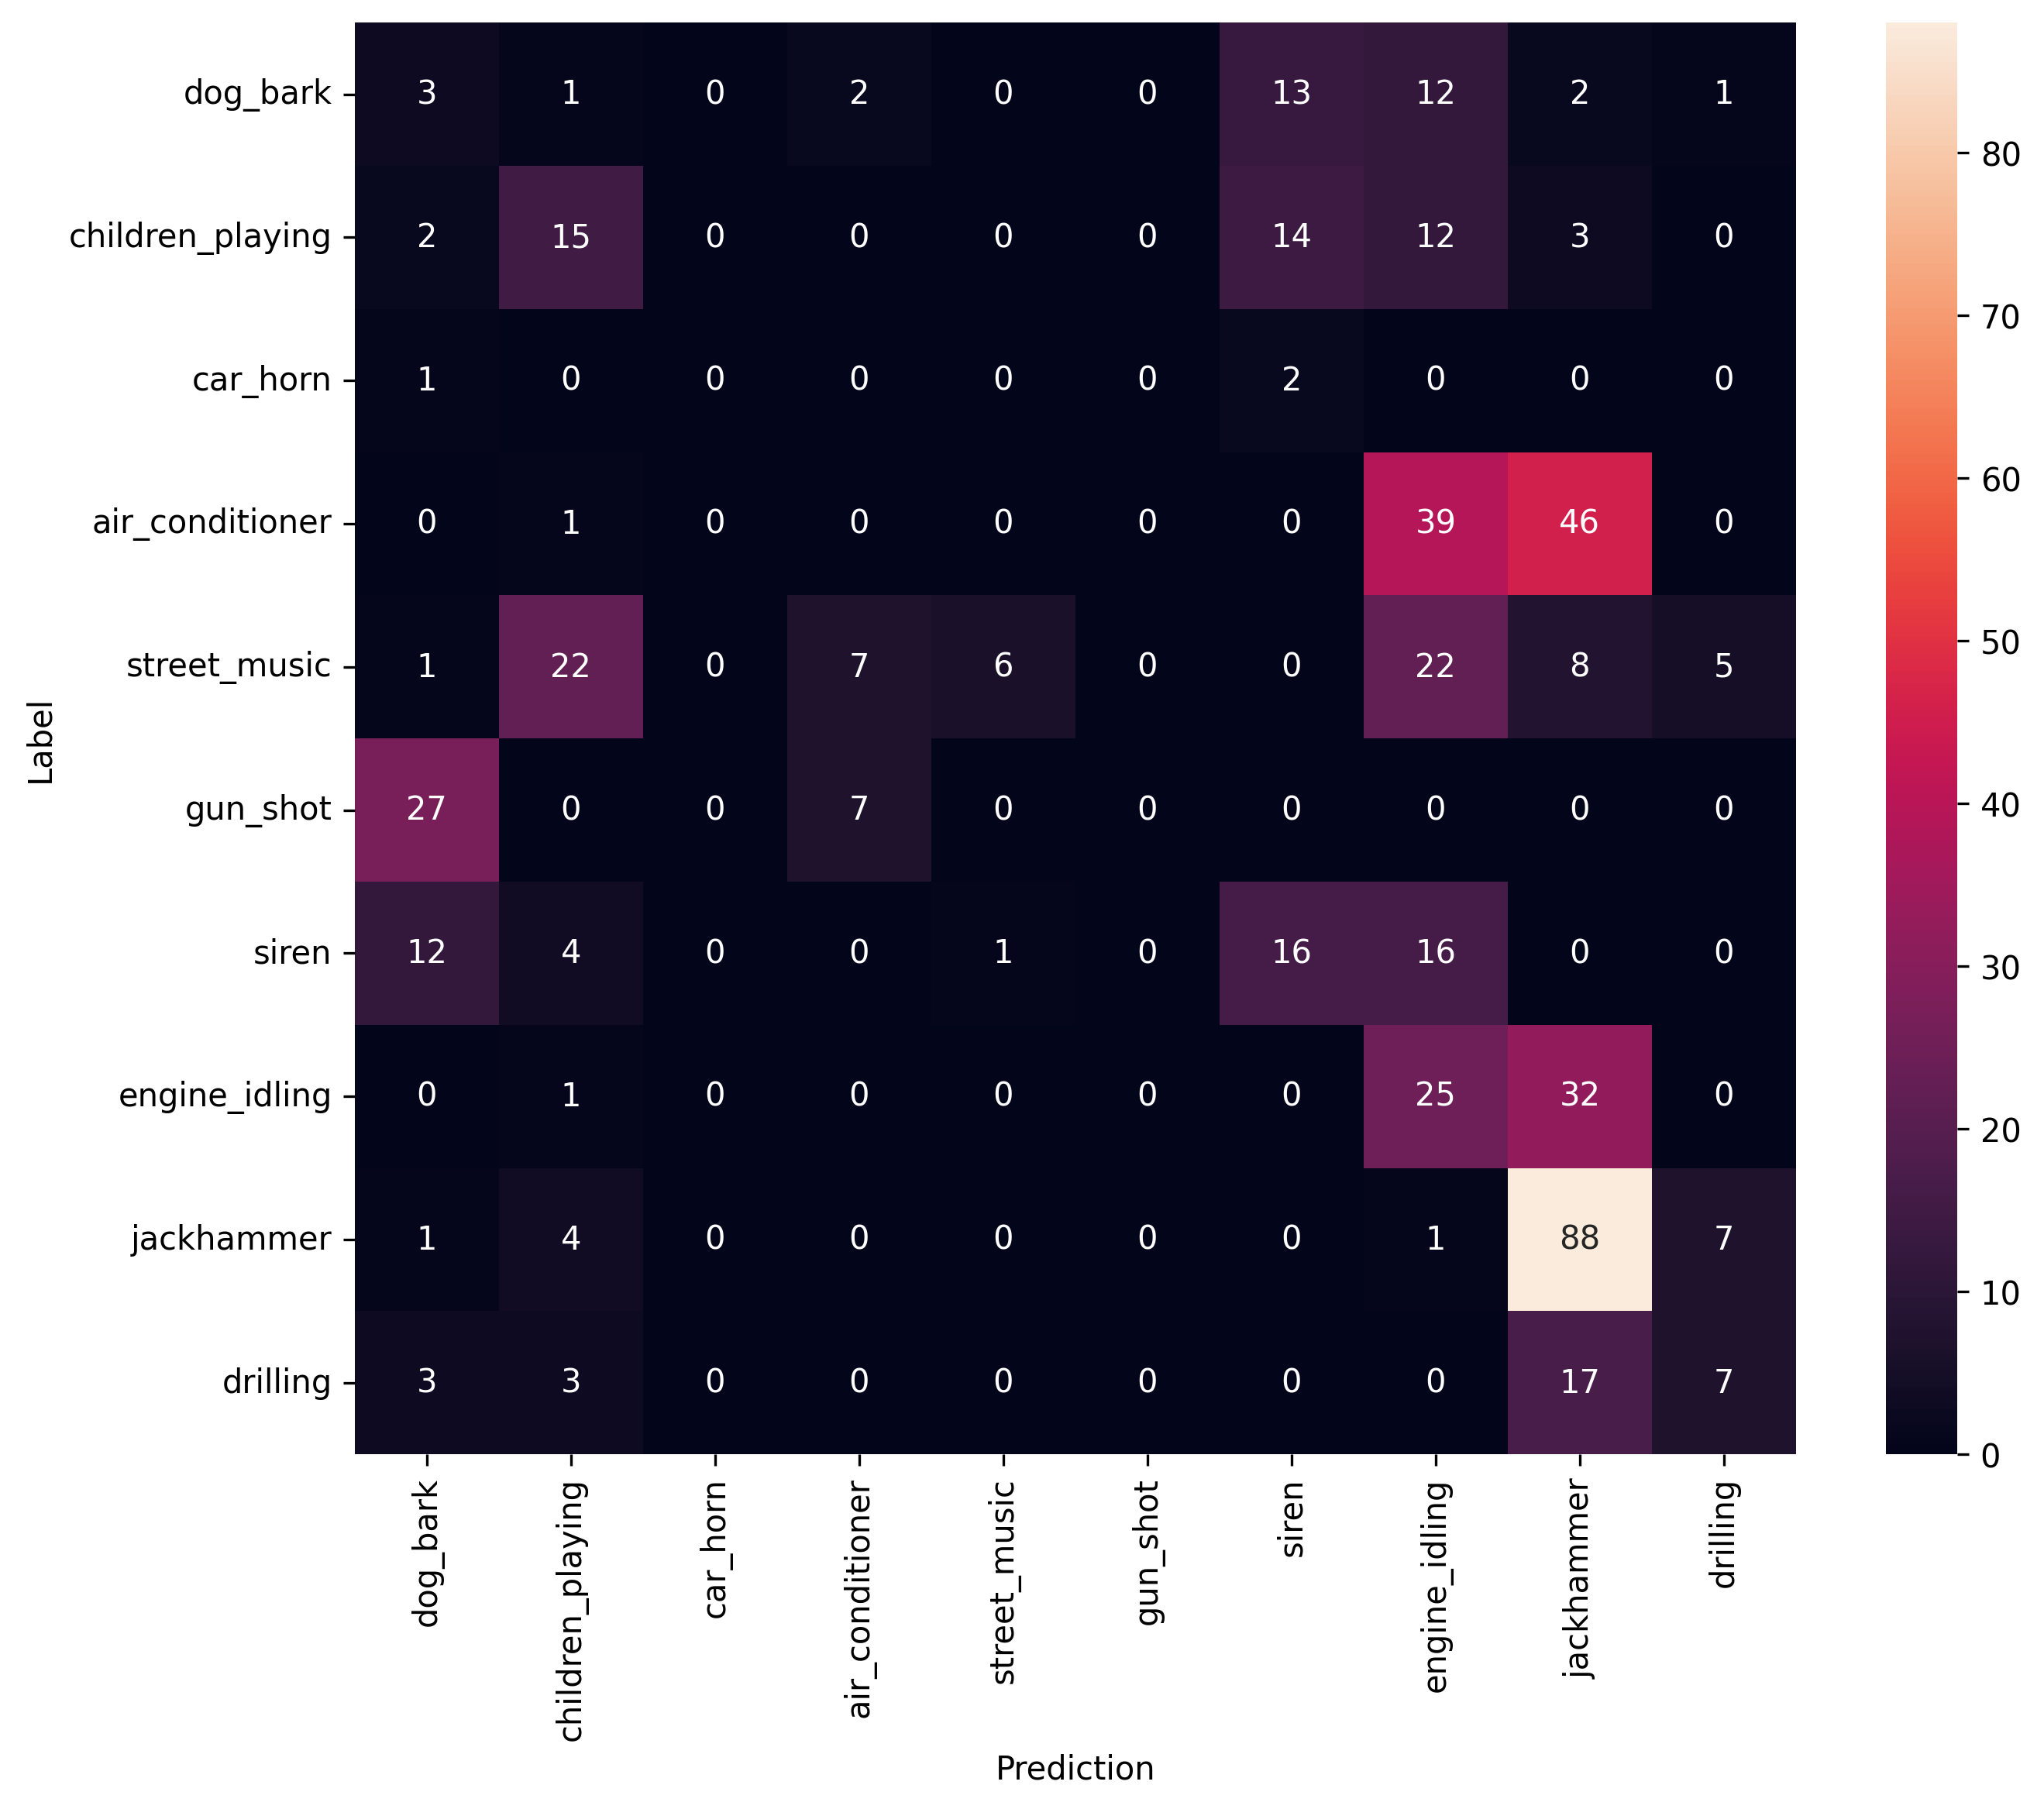 dog_bark 3 1 0 2 0 0 13 12 2 1
children_playing 2 15 0 0 0 0 14 12 3 0
car_horn 1 0 0 0 0 0 2 0 0 0
air_conditioner 0 1 0 0 0 0 0 39 46 0
street_music 1 22 0 7 6 0 0 22 8 5
gun_shot 27 0 0 7 0 0 0 0 0 0
siren 12 4 0 0 1 0 16 16 0 0
engine_idling 0 1 0 0 0 0 0 25 32 0
jackhammer 1 4 0 0 0 0 0 1 88 7
drilling 3 3 0 0 0 0 0 0 17 7
Label
dog_bark
children_playing
car_horn
air_conditioner
street_music
gun_shot
siren
engine_idling
jackhammer
drilling
Prediction
80
70
60
50
40
30
20
10
0